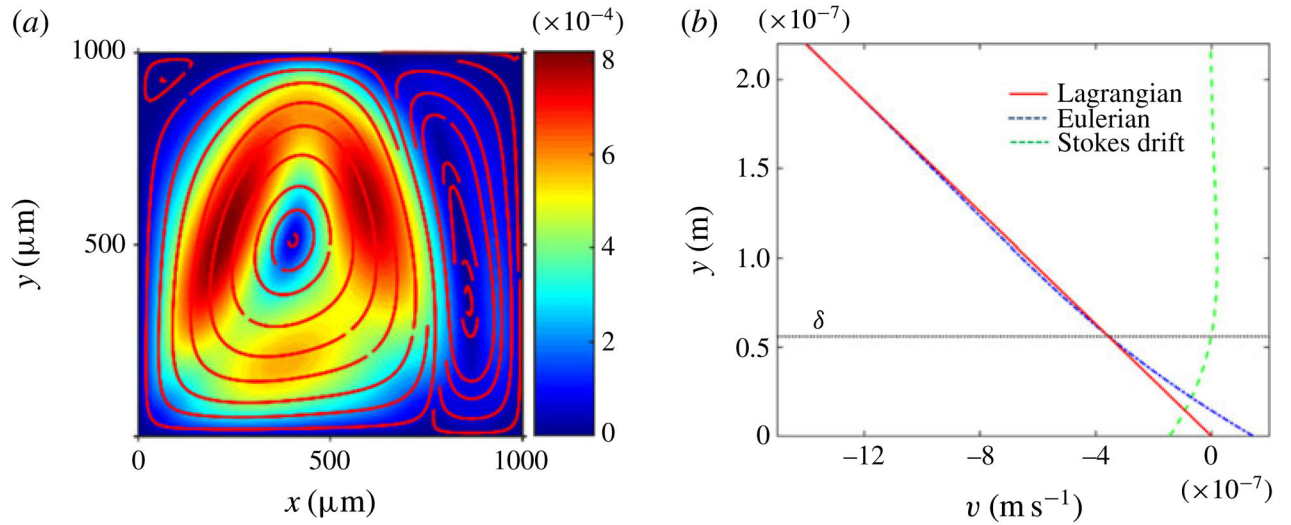 (a)
(×10−4)
1000
8
6
y (μm)
500
4
2
0
0
500
1000
x (μm)
(b)
(×10−7)
2.0
Lagrangian
Eulerian
Stokes drift
1.5
y (m)
1.0
δ
0.5
0
−12
−8
−4
0
(×10−7)
v (m s−1)